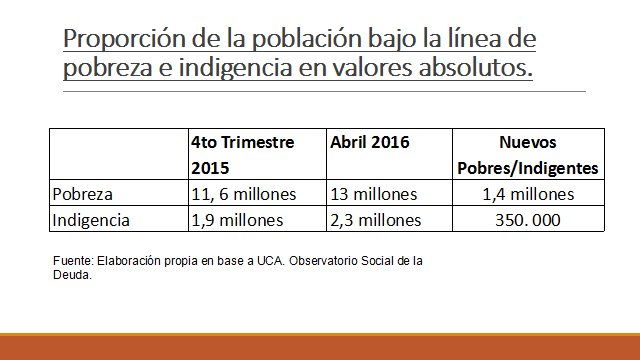 Proporción de la población bajo la línea de
pobreza e indigencia en valores absolutos.
4to Trimestre 2015 Abril 2016 Nuevos Pobres/Indigentes
Pobreza 11, 6 millones 13 millones 1,4 millones
Indigencia 1,9 millones 2,3 millones 350. 000
Fuente: Elaboración propia en base a UCA. Observatorio Social de la
Deuda.